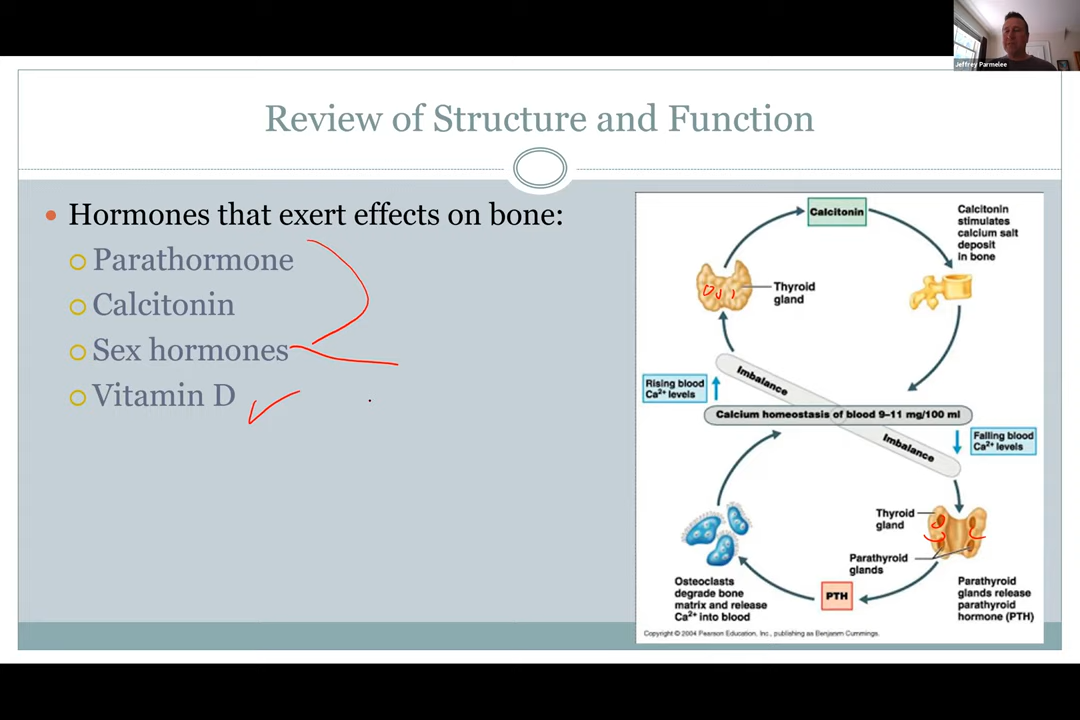 Jeffrey Parmelee
Review of Structure and Function
Hormones that exert effects on bone:
Parathormone
Calcitonin
Sex hormones
Vitamin D
Calcitonin
Calcitonin
stimulates
calcium salt
deposit
in bone
Thyroid
gland
Imbalance
Rising blood
Ca2+ levels
Calcium homeostasis of blood 9–11 mg/100 ml
Imbalance
Falling blood
Ca2+ levels
Thyroid
gland
Parathyroid
glands
Osteoclasts
degrade bone
matrix and release
Ca2+ into blood
PTH
Parathyroid
glands release
parathyroid
hormone (PTH)
Copyright © 2004 Pearson Education, Inc., publishing as Benjamin Cummings.